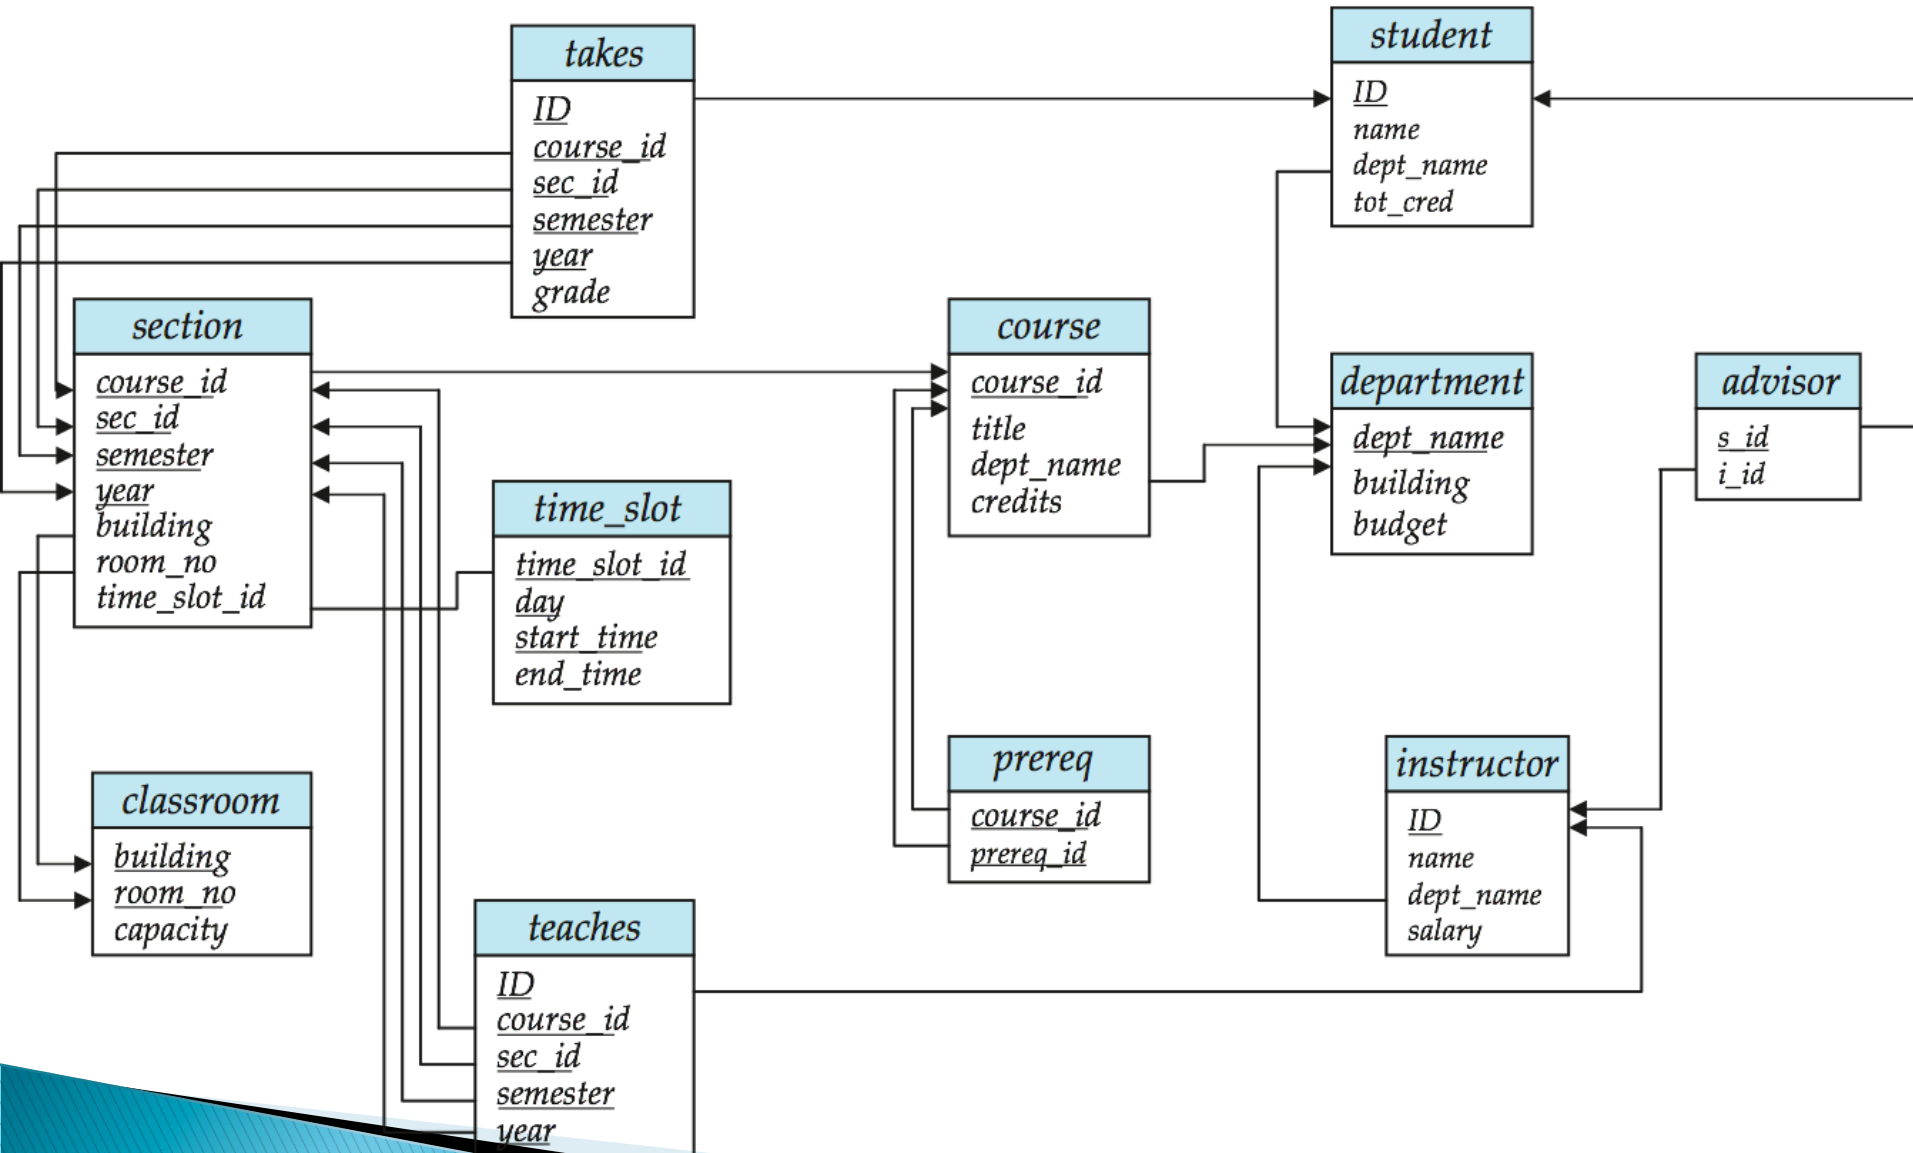 takes
ID
course_id
sec_id
semester
year
grade
student
ID
name
dept_name
tot_cred
section
course_id
sec_id
semester
year
building
room_no
time_slot_id
course
course_id
title
dept_name
credits
department
dept_name
building
budget
advisor
s_id
i_id
time_slot
time_slot_id
day
start_time
end_time
prereq
course_id
prereq_id
instructor
ID
name
dept_name
salary
classroom
building
room_no
capacity
teaches
ID
course_id
sec_id
semester
year